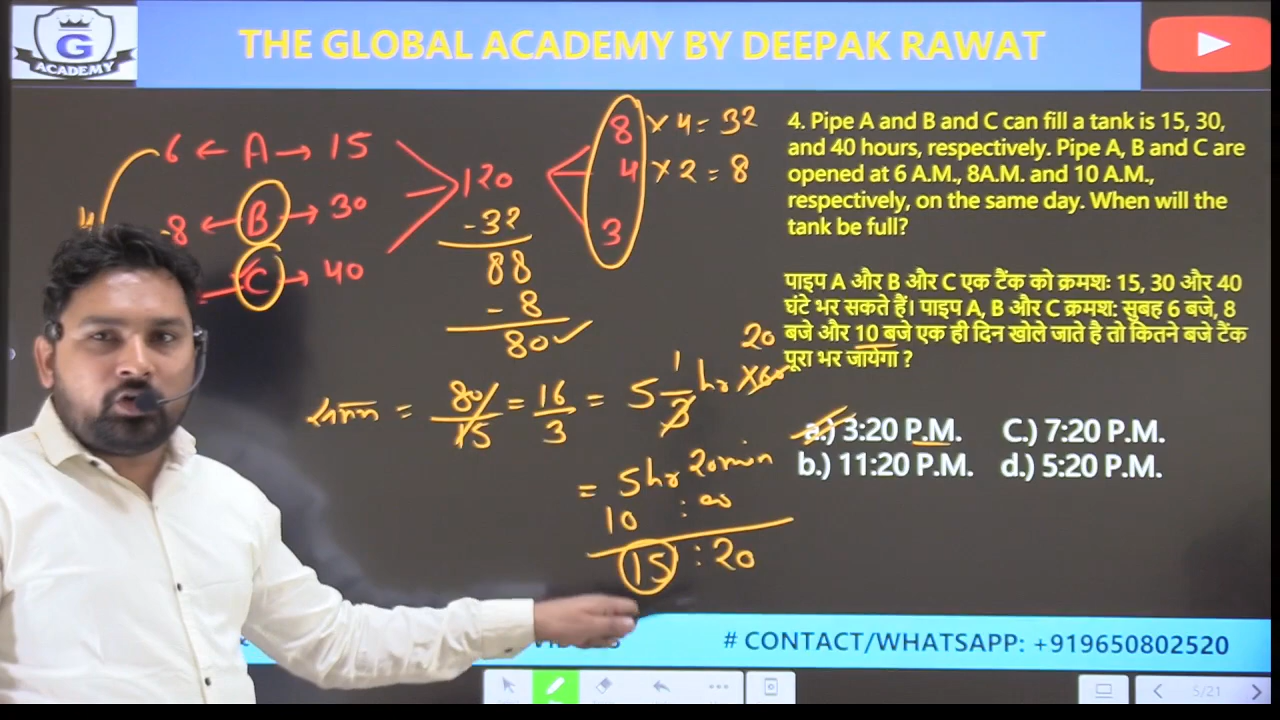 G
ACADEMY
THE GLOBAL ACADEMY BY DEEPAK RAWAT
6 ← A → 15
8 ← B → 30
C → 40
120
- 32
88
- 8
80 ✓
8 × 4 = 32
4 × 2 = 8
3
= 80/15 = 16/3 = 5 1/3 hr × 60
20
= 5 hr 20 min
10 : 00
15 : 20
4. Pipe A and B and C can fill a tank is 15, 30,
and 40 hours, respectively. Pipe A, B and C are
opened at 6 A.M., 8A.M. and 10 A.M.,
respectively, on the same day. When will the
tank be full?
पाइप A और B और C एक टैंक को क्रमशः 15, 30 और 40
घंटे भर सकते हैं। पाइप A, B और C क्रमश: सुबह 6 बजे, 8
बजे और 10 बजे एक ही दिन खोले जाते है तो कितने बजे टैंक
पूरा भर जायेगा ?
a.) 3:20 P.M. C.) 7:20 P.M.
b.) 11:20 P.M. d.) 5:20 P.M.
# CONTACT/WHATSAPP: +919650802520
5/21